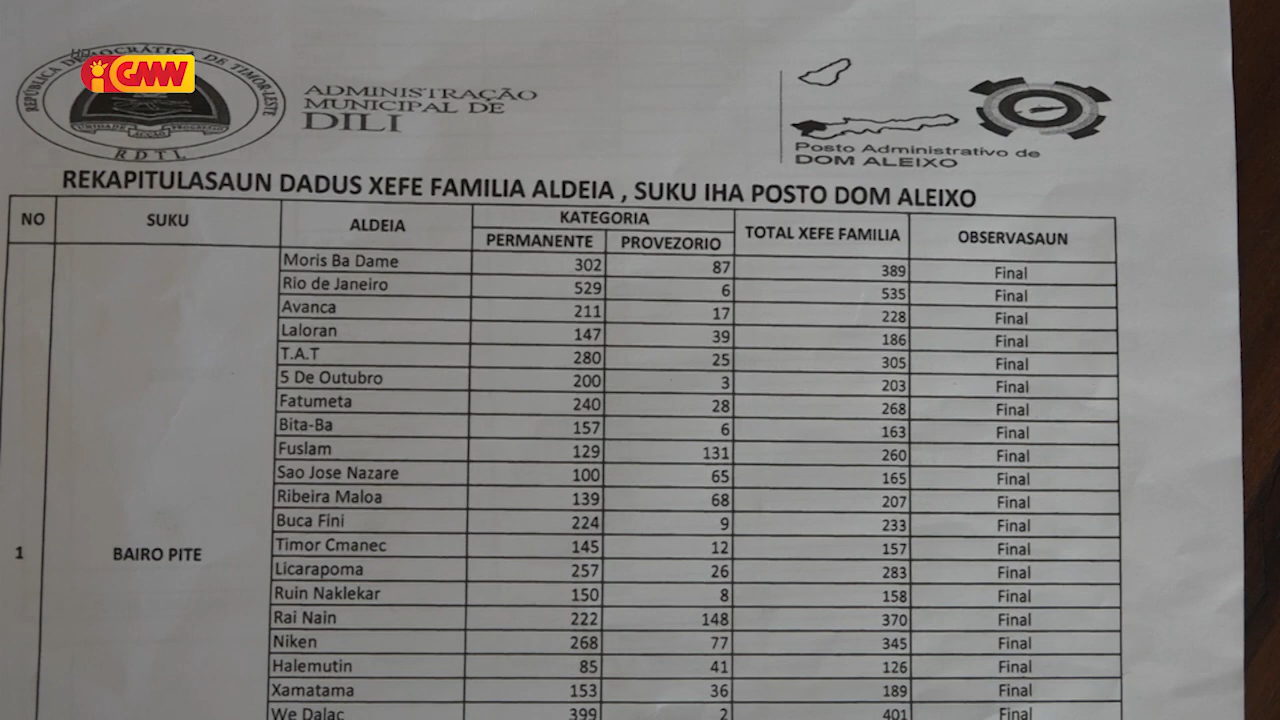 REPÚBLICA DEMOCRÁTICA DE TIMOR-LESTE
GMN
UNIDADE ACÇÃO PROGRESSO
RDTL
ADMINISTRAÇÃO
MUNICIPAL DE
DILI
Posto Administrativo de
DOM ALEIXO
REKAPITULASAUN DADUS XEFE FAMILIA ALDEIA , SUKU IHA POSTO DOM ALEIXO
NO SUKU ALDEIA KATEGORIA TOTAL XEFE FAMILIA OBSERVASAUN
PERMANENTE PROVEZORIO
Moris Ba Dame 302 87 389 Final
Rio de Janeiro 529 6 535 Final
Avanca 211 17 228 Final
Laloran 147 39 186 Final
T.A.T 280 25 305 Final
5 De Outubro 200 3 203 Final
Fatumeta 240 28 268 Final
Bita-Ba 157 6 163 Final
Fuslam 129 131 260 Final
Sao Jose Nazare 100 65 165 Final
Ribeira Maloa 139 68 207 Final
Buca Fini 224 9 233 Final
1 BAIRO PITE Timor Cmanec 145 12 157 Final
Licarapoma 257 26 283 Final
Ruin Naklekar 150 8 158 Final
Rai Nain 222 148 370 Final
Niken 268 77 345 Final
Halemutin 85 41 126 Final
Xamatama 153 36 189 Final
We Dalac 399 2 401 Final